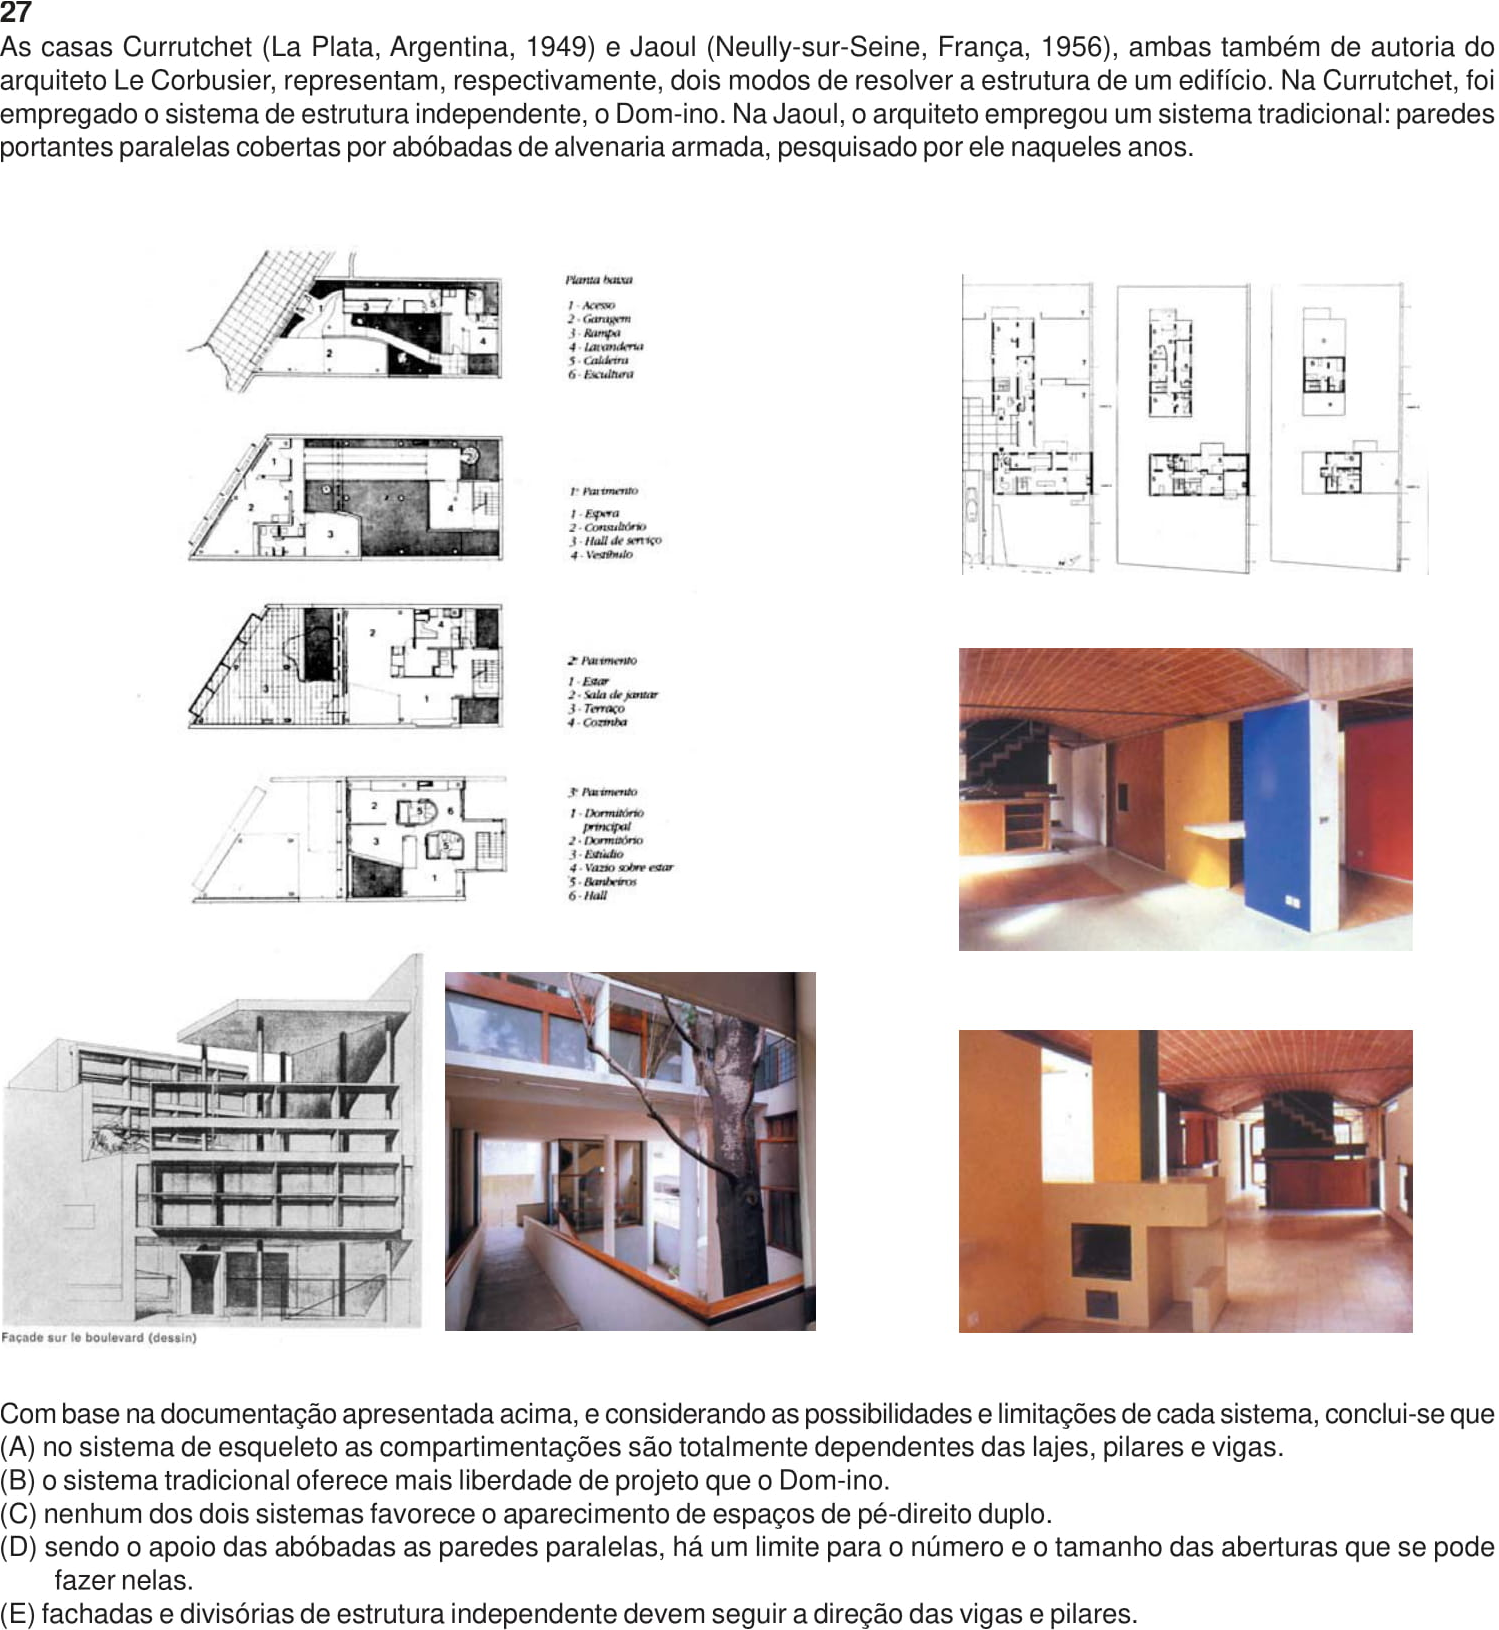 27
As casas Currutchet (La Plata, Argentina, 1949) e Jaoul (Neully-sur-Seine, França, 1956), ambas também de autoria do
arquiteto Le Corbusier, representam, respectivamente, dois modos de resolver a estrutura de um edifício. Na Currutchet, foi
empregado o sistema de estrutura independente, o Dom-ino. Na Jaoul, o arquiteto empregou um sistema tradicional: paredes
portantes paralelas cobertas por abóbadas de alvenaria armada, pesquisado por ele naqueles anos.
Planta baixa
1 - Acesso
2 - Garagem
3 - Rampa
4 - Lavanderia
5 - Caldeira
6 - Escultura
1º Pavimento
1 - Espera
2 - Consultório
3 - Hall de serviço
4 - Vestíbulo
2º Pavimento
1 - Estar
2 - Sala de jantar
3 - Terraço
4 - Cozinha
3º Pavimento
1 - Dormitório
principal
2 - Dormitório
3 - Estúdio
4 - Vazio sobre estar
5 - Banheiros
6 - Hall
Façade sur le boulevard (dessin)
Com base na documentação apresentada acima, e considerando as possibilidades e limitações de cada sistema, conclui-se que
(A) no sistema de esqueleto as compartimentações são totalmente dependentes das lajes, pilares e vigas.
(B) o sistema tradicional oferece mais liberdade de projeto que o Dom-ino.
(C) nenhum dos dois sistemas favorece o aparecimento de espaços de pé-direito duplo.
(D) sendo o apoio das abóbadas as paredes paralelas, há um limite para o número e o tamanho das aberturas que se pode
fazer nelas.
(E) fachadas e divisórias de estrutura independente devem seguir a direção das vigas e pilares.